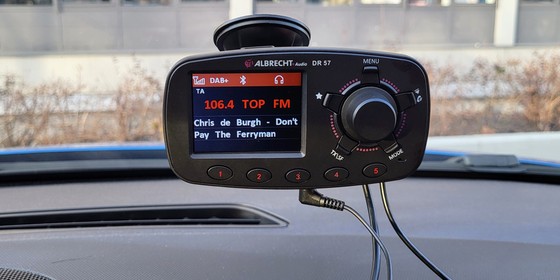 ALBRECHT Audio DR 57
MENU
DAB+
TA
106.4 TOP FM
Chris de Burgh - Don't
Pay The Ferryman
TX\SF
MODE
1 2 3 4 5